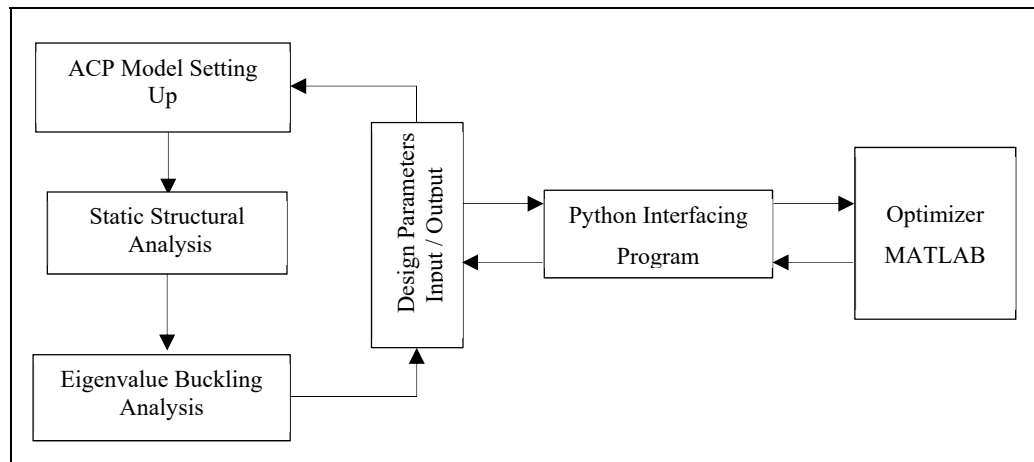 ACP Model Setting
Up
Static Structural
Analysis
Eigenvalue Buckling
Analysis
Design Parameters
Input / Output
Python Interfacing
Program
Optimizer
MATLAB